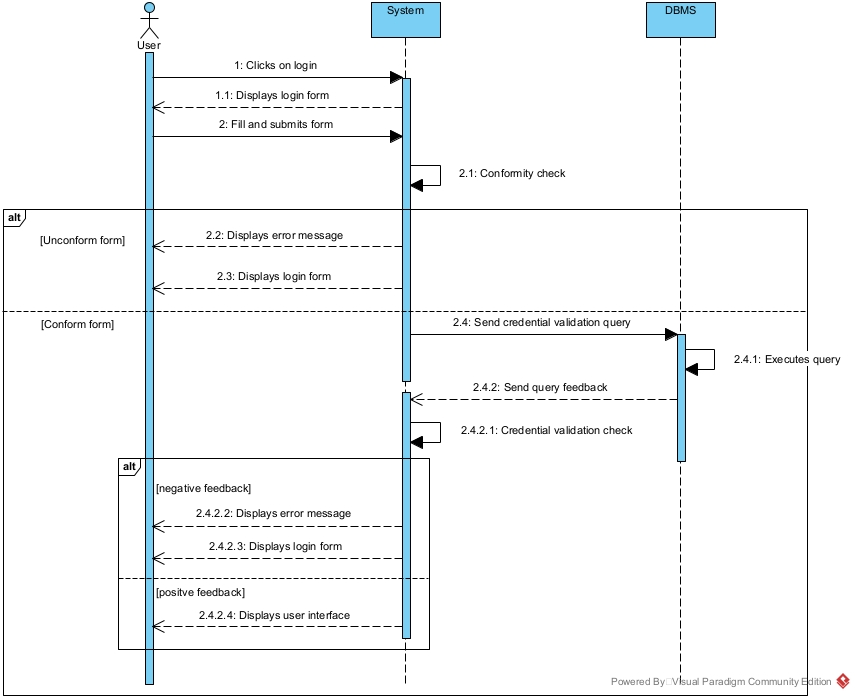 System
DBMS
User
1: Clicks on login
1.1: Displays login form
2: Fill and submits form
2.1: Conformity check
alt
[Unconform form]
2.2: Displays error message
2.3: Displays login form
[Conform form]
2.4: Send credential validation query
2.4.1: Executes query
2.4.2: Send query feedback
2.4.2.1: Credential validation check
alt
[negative feedback]
2.4.2.2: Displays error message
2.4.2.3: Displays login form
[positve feedback]
2.4.2.4: Displays user interface
Powered By Visual Paradigm Community Edition